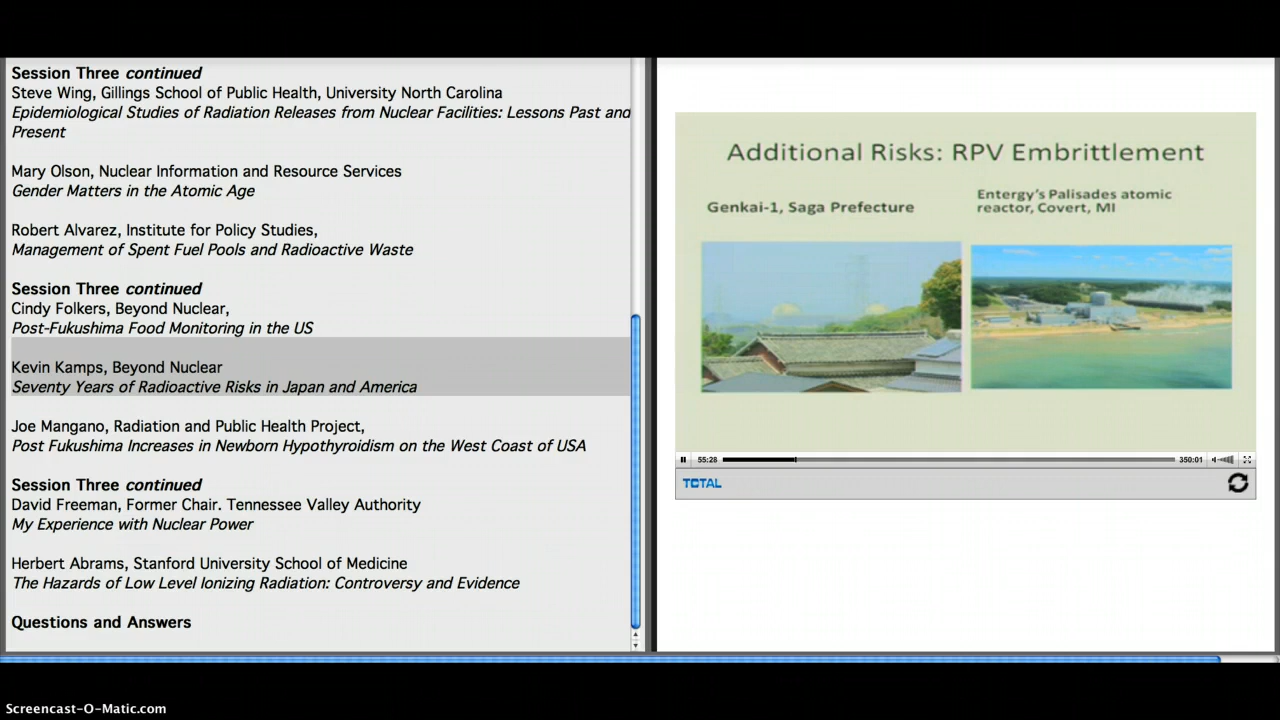 Session Three continued
Steve Wing, Gillings School of Public Health, University North Carolina
Epidemiological Studies of Radiation Releases from Nuclear Facilities: Lessons Past and
Present
Mary Olson, Nuclear Information and Resource Services
Gender Matters in the Atomic Age
Robert Alvarez, Institute for Policy Studies,
Management of Spent Fuel Pools and Radioactive Waste
Session Three continued
Cindy Folkers, Beyond Nuclear,
Post-Fukushima Food Monitoring in the US
Kevin Kamps, Beyond Nuclear
Seventy Years of Radioactive Risks in Japan and America
Joe Mangano, Radiation and Public Health Project,
Post Fukushima Increases in Newborn Hypothyroidism on the West Coast of USA
Session Three continued
David Freeman, Former Chair. Tennessee Valley Authority
My Experience with Nuclear Power
Herbert Abrams, Stanford University School of Medicine
The Hazards of Low Level Ionizing Radiation: Controversy and Evidence
Questions and Answers
Additional Risks: RPV Embrittlement
Genkai-1, Saga Prefecture
Entergy's Palisades atomic
reactor, Covert, MI
55:28
350:01
TOTAL
Screencast-O-Matic.com